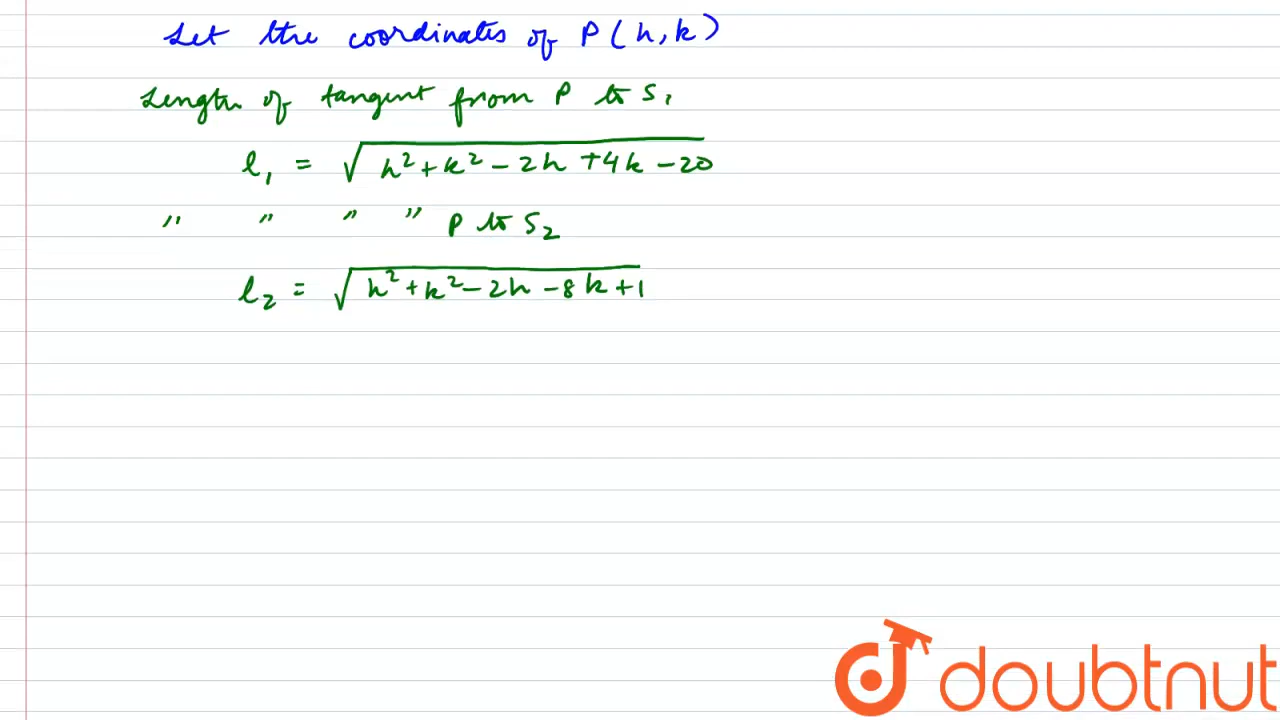 Let the coordinates of P(h,k)
Length of tangent from P to S₁
l₁ = √(h²+k²-2h+4k-20)
〃 〃 〃 〃 P to S₂
l₂ = √(h²+k²-2h-8k+1)
doubtnut